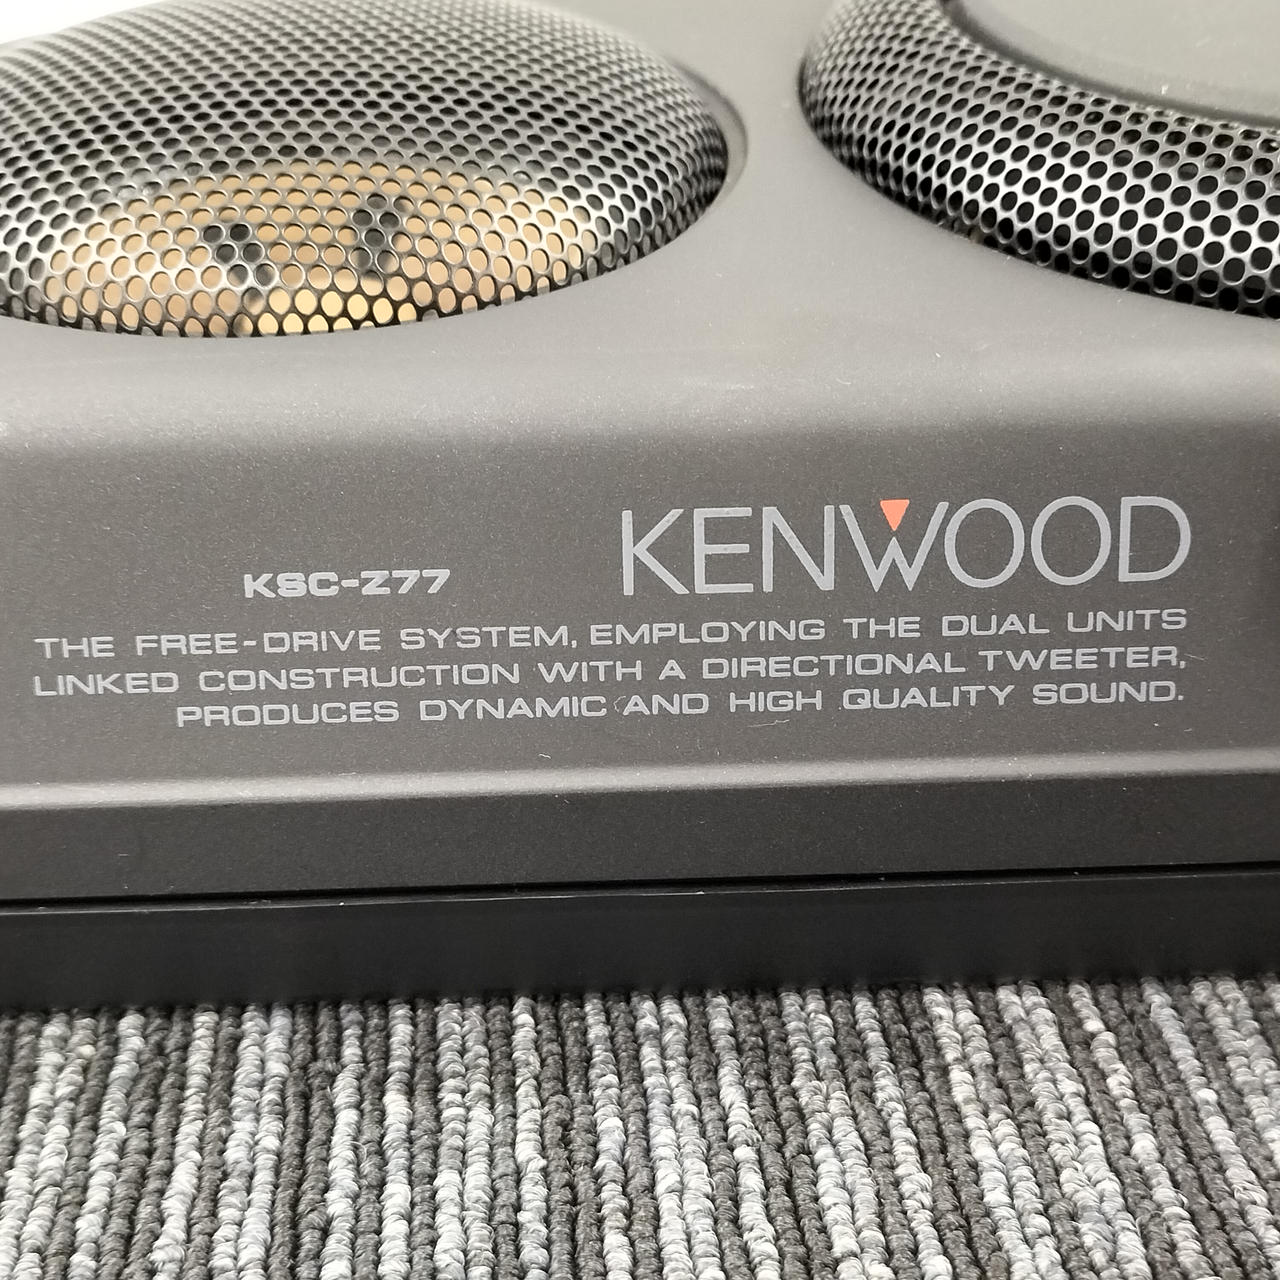 KENWOOD
KSC-Z77
THE FREE-DRIVE SYSTEM, EMPLOYING THE DUAL UNITS
LINKED CONSTRUCTION WITH A DIRECTIONAL TWEETER,
PRODUCES DYNAMIC AND HIGH QUALITY SOUND.